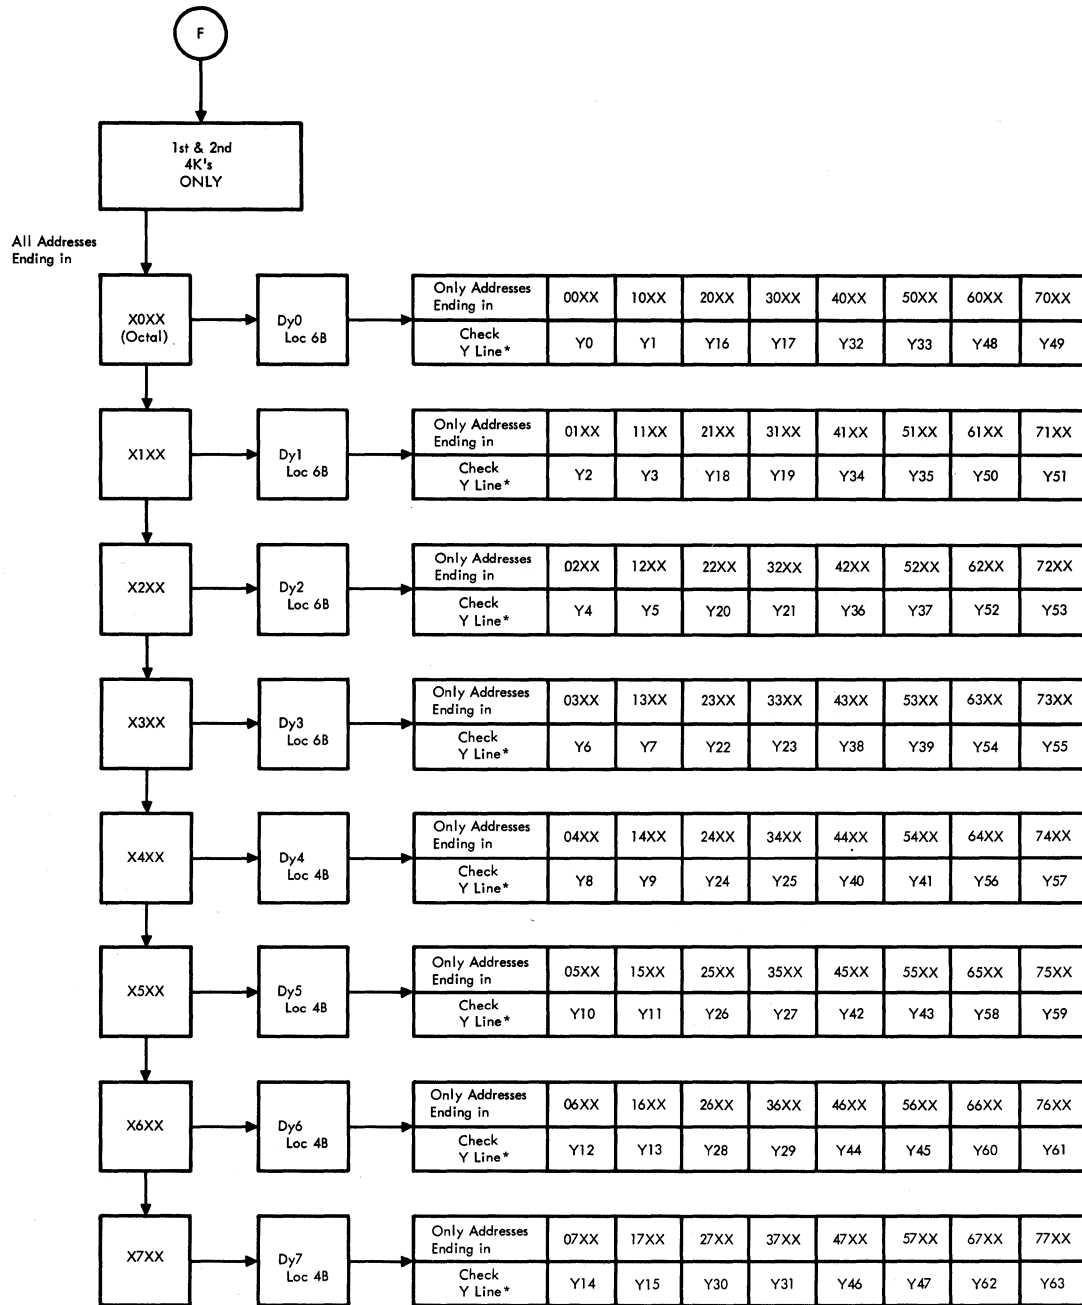 F
1st & 2nd
4K's
ONLY
All Addresses
Ending in
X0XX
(Octal)
Dy0
Loc 6B
Only Addresses
Ending in
00XX 10XX 20XX 30XX 40XX 50XX 60XX 70XX
Check
Y Line*
Y0 Y1 Y16 Y17 Y32 Y33 Y48 Y49
X1XX
Dy1
Loc 6B
Only Addresses
Ending in
01XX 11XX 21XX 31XX 41XX 51XX 61XX 71XX
Check
Y Line*
Y2 Y3 Y18 Y19 Y34 Y35 Y50 Y51
X2XX
Dy2
Loc 6B
Only Addresses
Ending in
02XX 12XX 22XX 32XX 42XX 52XX 62XX 72XX
Check
Y Line*
Y4 Y5 Y20 Y21 Y36 Y37 Y52 Y53
X3XX
Dy3
Loc 6B
Only Addresses
Ending in
03XX 13XX 23XX 33XX 43XX 53XX 63XX 73XX
Check
Y Line*
Y6 Y7 Y22 Y23 Y38 Y39 Y54 Y55
X4XX
Dy4
Loc 4B
Only Addresses
Ending in
04XX 14XX 24XX 34XX 44XX 54XX 64XX 74XX
Check
Y Line*
Y8 Y9 Y24 Y25 Y40 Y41 Y56 Y57
X5XX
Dy5
Loc 4B
Only Addresses
Ending in
05XX 15XX 25XX 35XX 45XX 55XX 65XX 75XX
Check
Y Line*
Y10 Y11 Y26 Y27 Y42 Y43 Y58 Y59
X6XX
Dy6
Loc 4B
Only Addresses
Ending in
06XX 16XX 26XX 36XX 46XX 56XX 66XX 76XX
Check
Y Line*
Y12 Y13 Y28 Y29 Y44 Y45 Y60 Y61
X7XX
Dy7
Loc 4B
Only Addresses
Ending in
07XX 17XX 27XX 37XX 47XX 57XX 67XX 77XX
Check
Y Line*
Y14 Y15 Y30 Y31 Y46 Y47 Y62 Y63